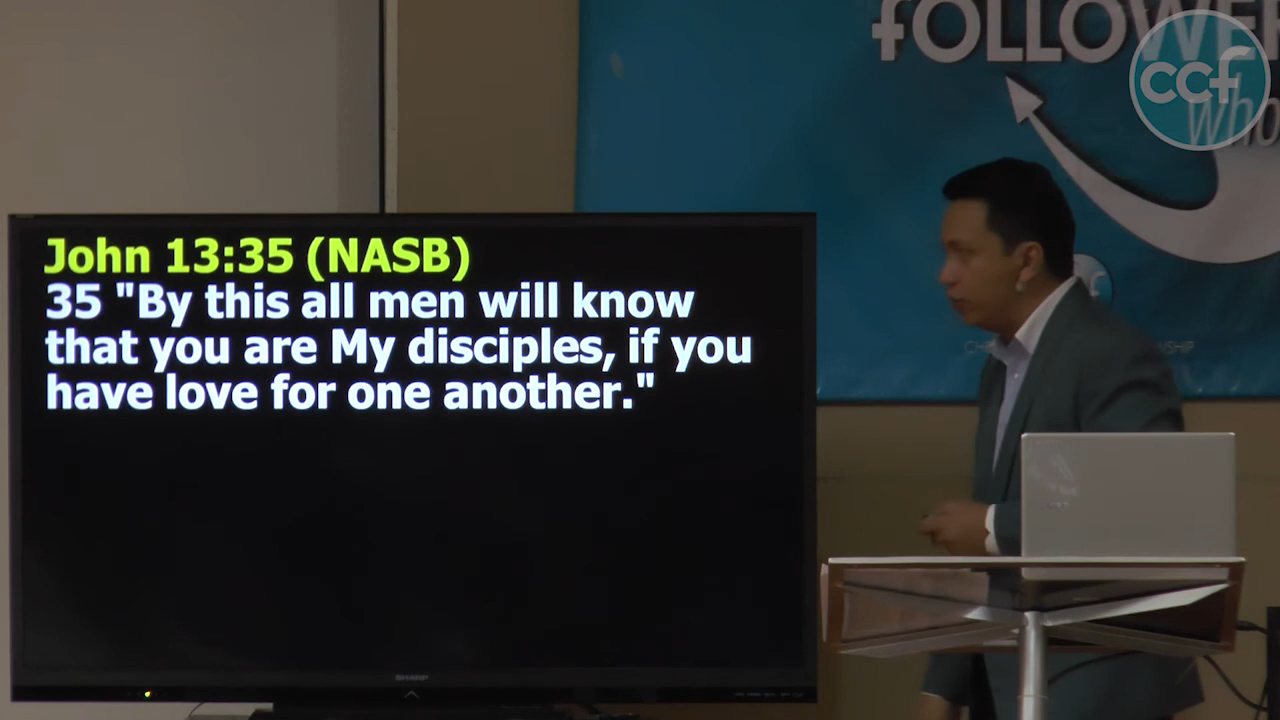 John 13:35 (NASB)
35 "By this all men will know
that you are My disciples, if you
have love for one another."
SHARP
fOLLOWE
who
ccf